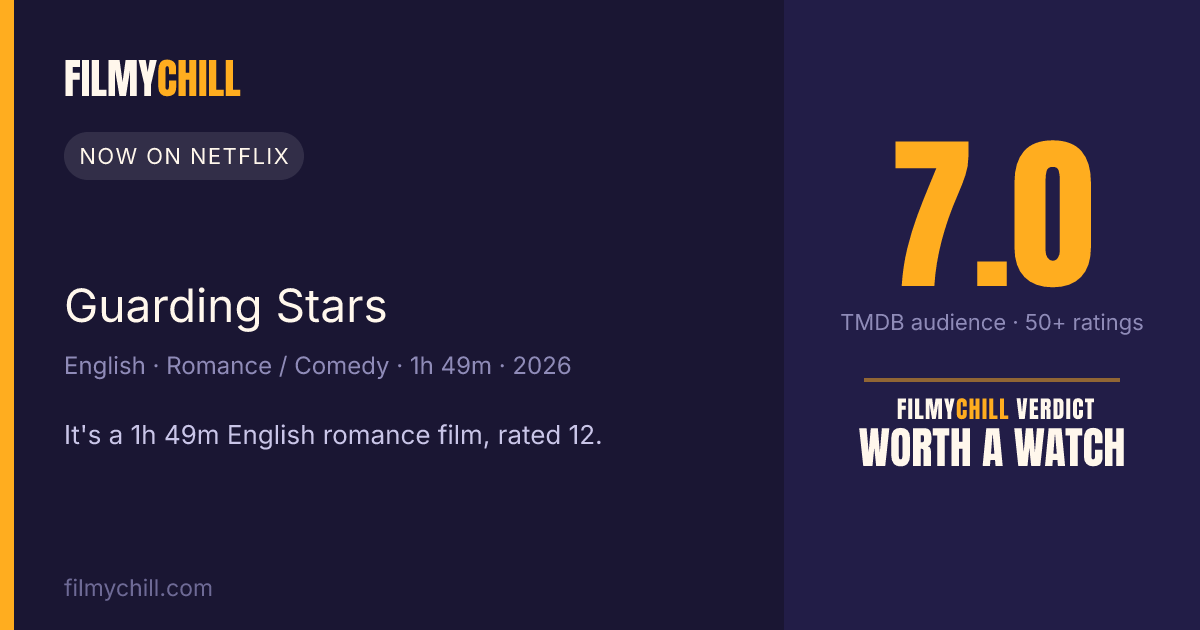 FILMYCHILL
NOW ON NETFLIX
Guarding Stars
English · Romance / Comedy · 1h 49m · 2026
It's a 1h 49m English romance film, rated 12.
filmychill.com
7.0
TMDB audience · 50+ ratings
FILMYCHILL VERDICT
WORTH A WATCH